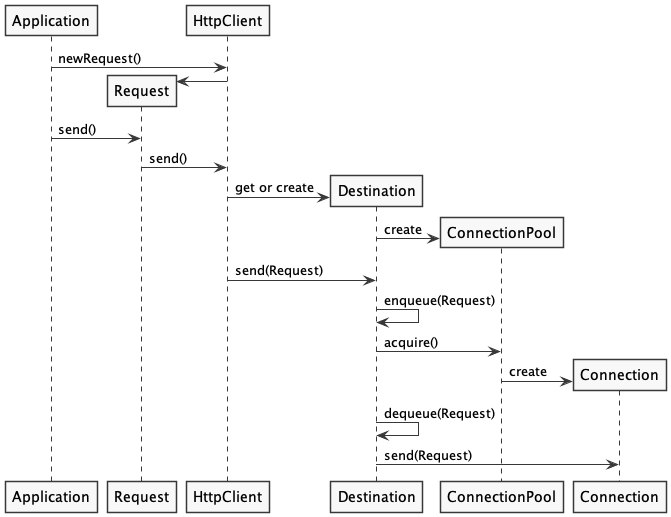 Application HttpClient
newRequest()
Request
send()
send()
get or create Destination
create ConnectionPool
send(Request)
enqueue(Request)
acquire()
create Connection
dequeue(Request)
send(Request)
Application Request HttpClient Destination ConnectionPool Connection